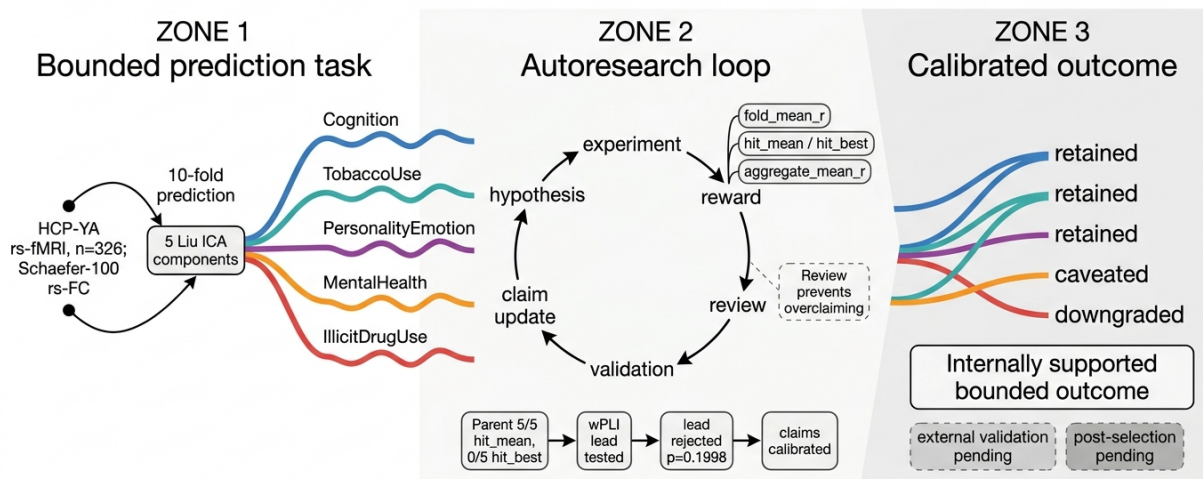 ZONE 1
Bounded prediction task
Cognition
10-fold
prediction
TobaccoUse
HCP-YA
rs-fMRI, n=326;
Schaefer-100
rs-FC
5 Liu ICA
components
PersonalityEmotion
MentalHealth
IllicitDrugUse
ZONE 2
Autoresearch loop
fold_mean_r
hit_mean / hit_best
aggregate_mean_r
experiment
hypothesis
reward
Review
prevents
overclaiming
review
claim
update
validation
Parent 5/5
hit_mean,
0/5 hit_best
wPLI
lead
tested
lead
rejected
p=0.1998
claims
calibrated
ZONE 3
Calibrated outcome
retained
retained
retained
caveated
downgraded
Internally supported
bounded outcome
external validation
pending
post-selection
pending